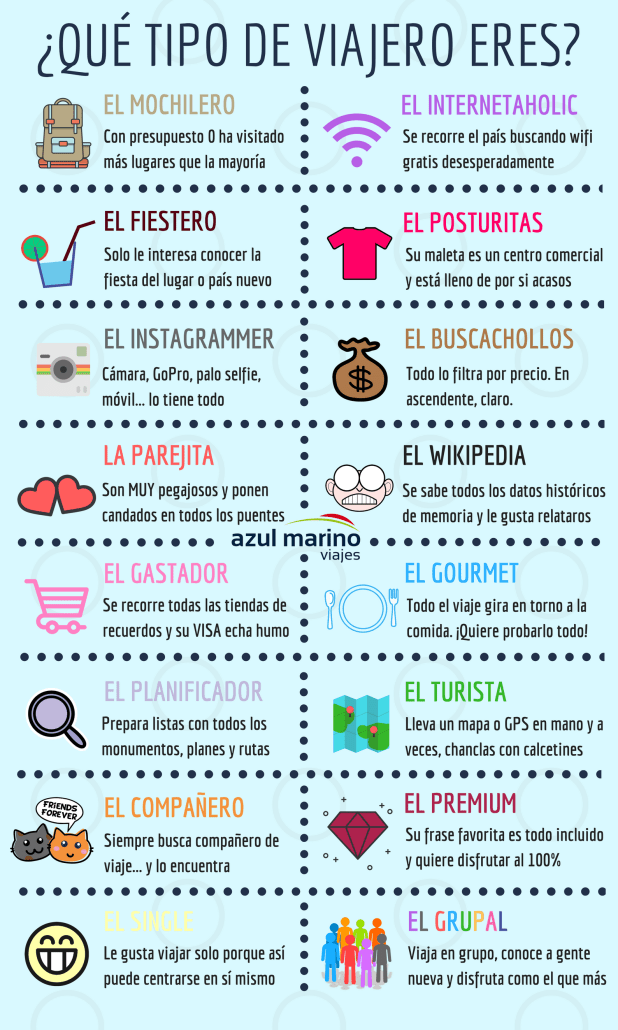 ¿QUÉ TIPO DE VIAJERO ERES?
EL MOCHILERO
Con presupuesto 0 ha visitado
más lugares que la mayoría
EL INTERNETAHOLIC
Se recorre el país buscando wifi
gratis desesperadamente
EL FIESTERO
Solo le interesa conocer la
fiesta del lugar o país nuevo
EL POSTURITAS
Su maleta es un centro comercial
y está lleno de por si acasos
EL INSTAGRAMMER
Cámara, GoPro, palo selfie,
móvil... lo tiene todo
EL BUSCACHOLLOS
Todo lo filtra por precio. En
ascendente, claro.
LA PAREJITA
Son MUY pegajosos y ponen
candados en todos los puentes
EL WIKIPEDIA
Se sabe todos los datos históricos
de memoria y le gusta relataros
azul marino
viajes
EL GASTADOR
Se recorre todas las tiendas de
recuerdos y su VISA echa humo
EL GOURMET
Todo el viaje gira en torno a la
comida. ¡Quiere probarlo todo!
EL PLANIFICADOR
Prepara listas con todos los
monumentos, planes y rutas
EL TURISTA
Lleva un mapa o GPS en mano y a
veces, chanclas con calcetines
FRIENDS
FOREVER
EL COMPAÑERO
Siempre busca compañero de
viaje... y lo encuentra
EL PREMIUM
Su frase favorita es todo incluido
y quiere disfrutar al 100%
EL SINGLE
Le gusta viajar solo porque así
puede centrarse en sí mismo
EL GRUPAL
Viaja en grupo, conoce a gente
nueva y disfruta como el que más